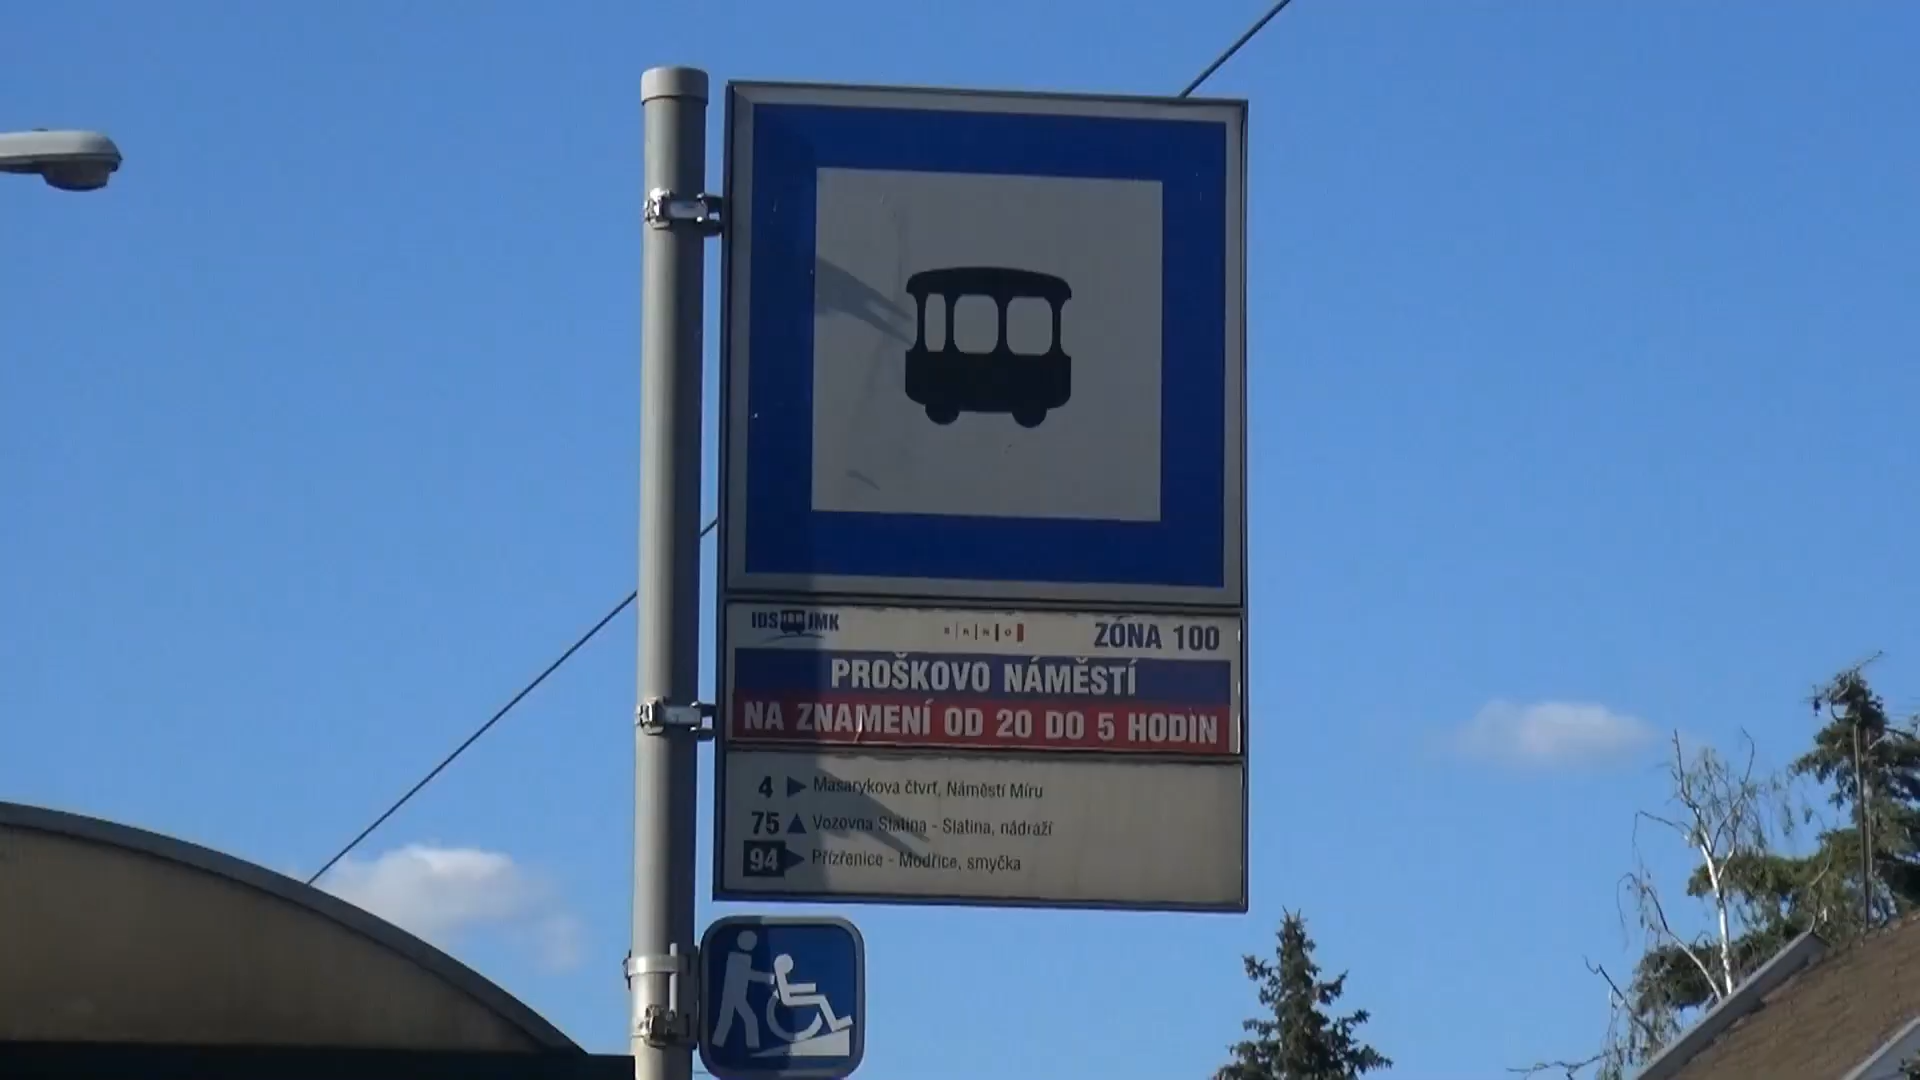 IDS JMK
B R N O
ZÓNA 100
PROŠKOVO NÁMĚSTÍ
NA ZNAMENÍ OD 20 DO 5 HODIN
4 Masarykova čtvrť, Náměstí Míru
75 Vozovna Slatina - Slatina, nádraží
94 Přízřenice - Modřice, smyčka